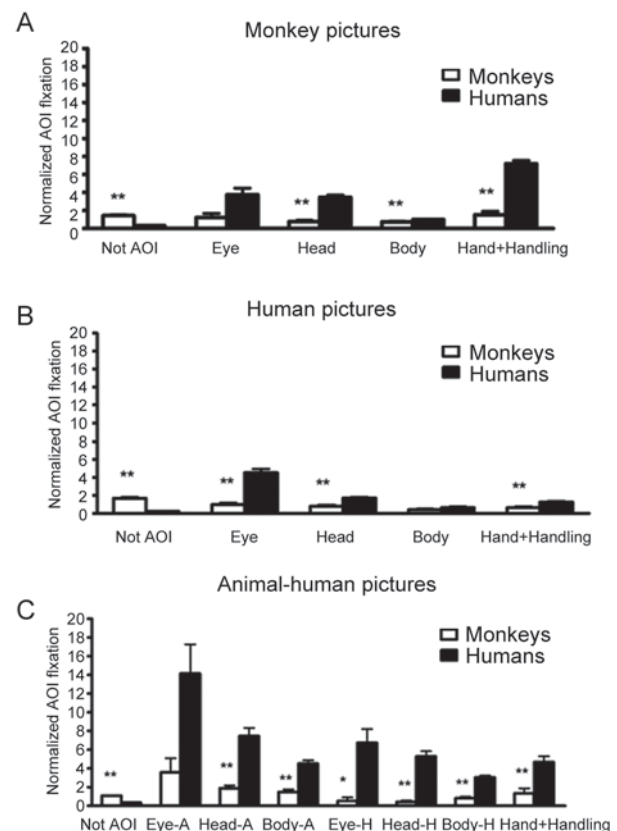 A
Monkey pictures
Normalized AOI fixation
20
18
16
14
12
10
8
6
4
2
0
Monkeys
Humans
**
**
**
**
Not AOI Eye Head Body Hand+Handling
B
Human pictures
Normalized AOI fixation
20
18
16
14
12
10
8
6
4
2
0
Monkeys
Humans
**
**
**
**
Not AOI Eye Head Body Hand+Handling
C
Animal-human pictures
Normalized AOI fixation
20
18
16
14
12
10
8
6
4
2
0
Monkeys
Humans
**
**
**
*
**
**
**
Not AOI Eye-A Head-A Body-A Eye-H Head-H Body-H Hand+Handling